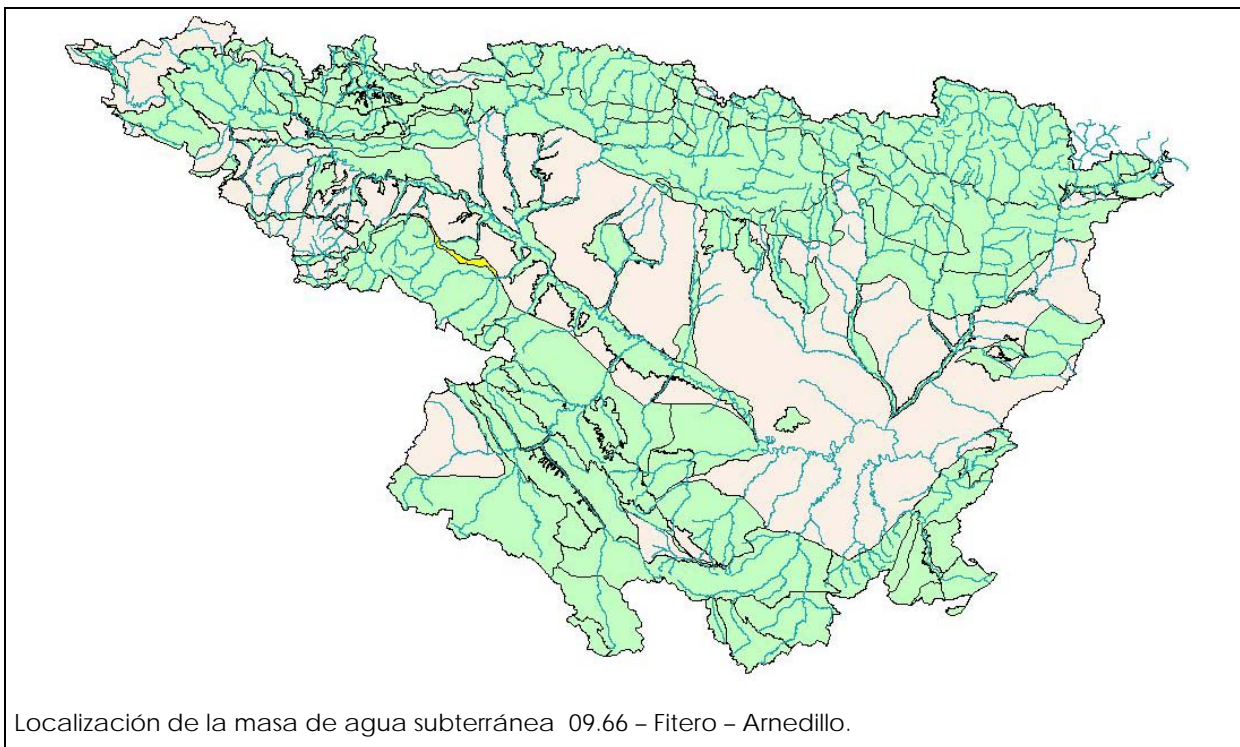 Localización de la masa de agua subterránea 09.66 – Fitero – Arnedillo.